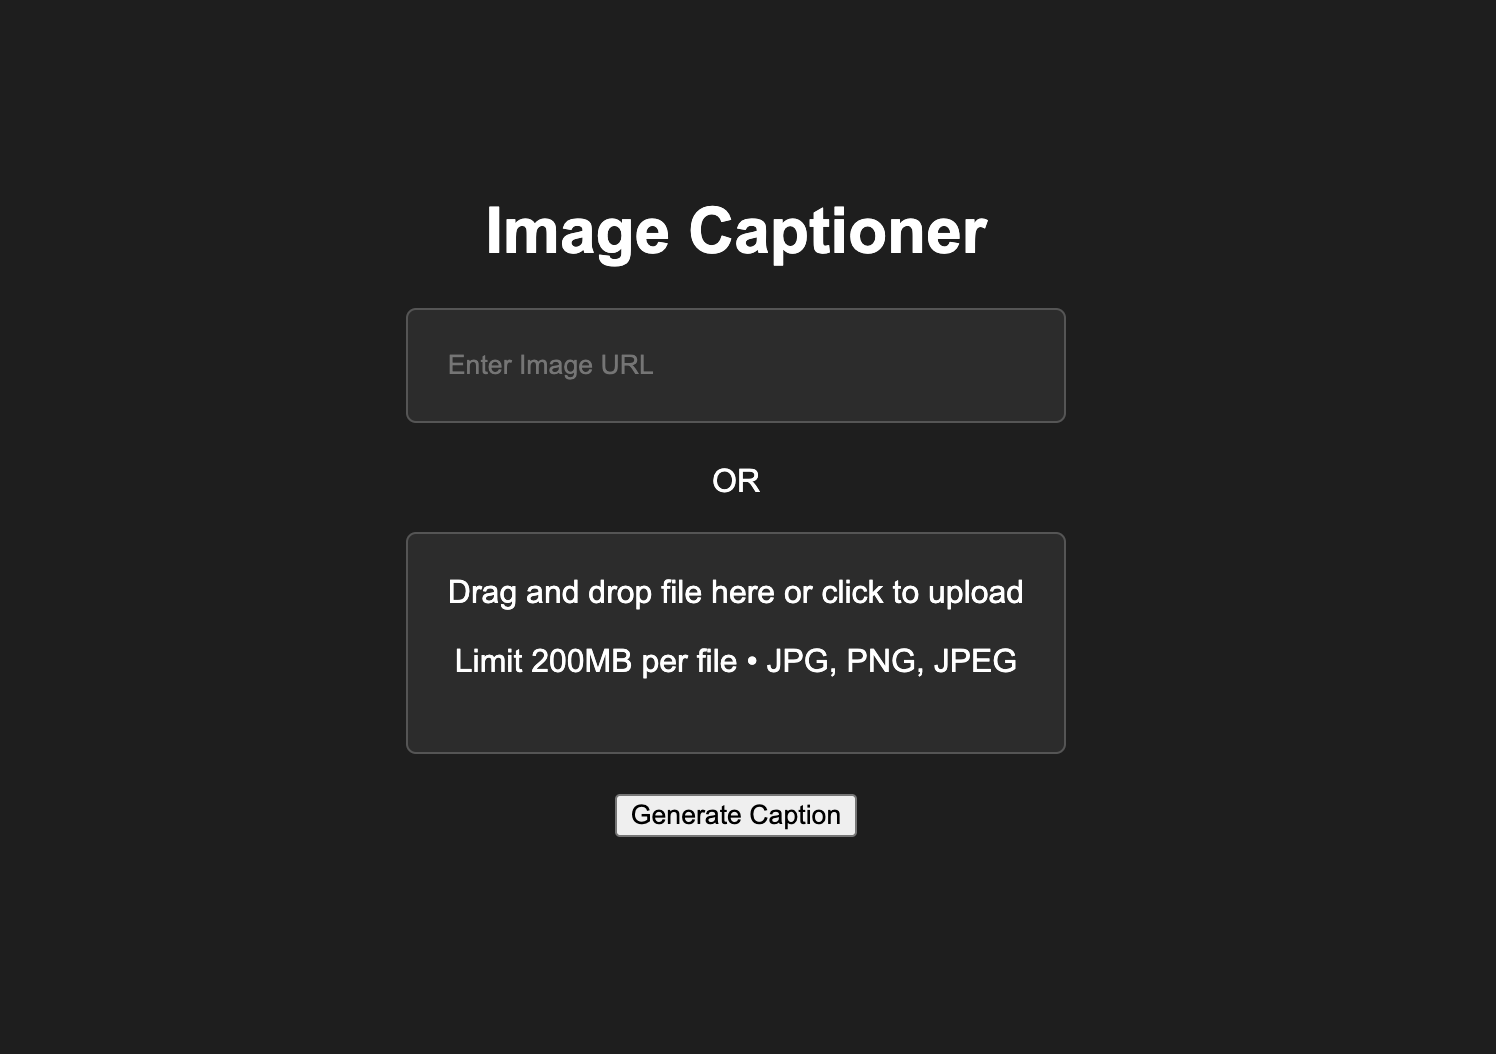 Image Captioner
Enter Image URL
OR
Drag and drop file here or click to upload
Limit 200MB per file • JPG, PNG, JPEG
Generate Caption